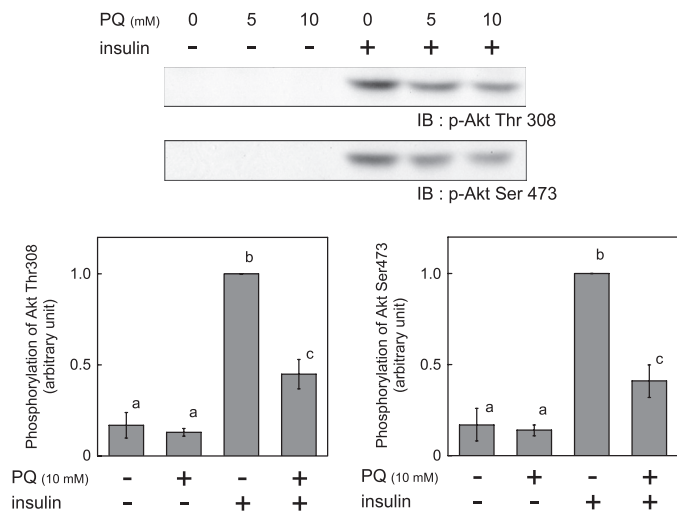 PQ (mM) 0 5 10 0 5 10
insulin - - - + + +
IB : p-Akt Thr 308
IB : p-Akt Ser 473
Phosphorylation of Akt Thr308
(arbitrary unit)
1.0
0.5
0
a a b c
PQ (10 mM) - + - +
insulin - - + +
Phosphorylation of Akt Ser473
(arbitrary unit)
1.0
0.5
0
a a b c
PQ (10 mM) - + - +
insulin - - + +